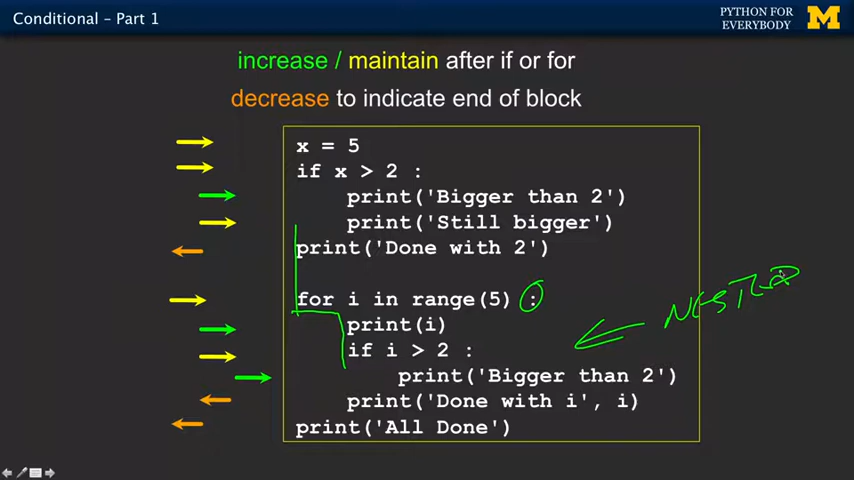 Conditional – Part 1
PYTHON FOR
EVERYBODY
M
increase / maintain after if or for
decrease to indicate end of block
x = 5
if x > 2 :
    print('Bigger than 2')
    print('Still bigger')
print('Done with 2')
for i in range(5) :
    print(i)
    if i > 2 :
        print('Bigger than 2')
    print('Done with i', i)
print('All Done')
NESTED